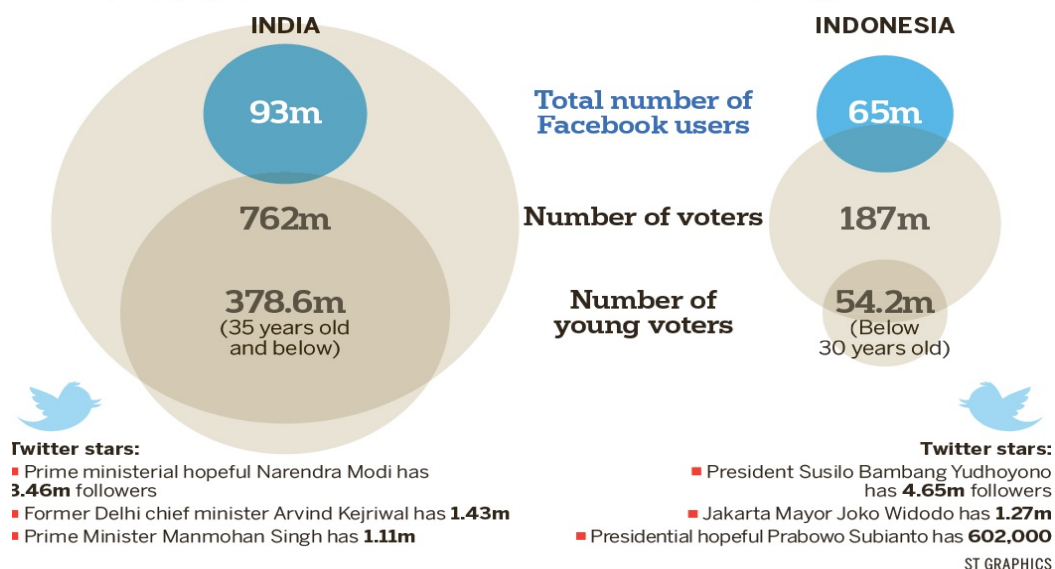 INDIA
INDONESIA
93m
Total number of
Facebook users
65m
762m
Number of voters
187m
378.6m
(35 years old
and below)
Number of
young voters
54.2m
(Below
30 years old)
Twitter stars:
Prime ministerial hopeful Narendra Modi has
3.46m followers
Former Delhi chief minister Arvind Kejriwal has 1.43m
Prime Minister Manmohan Singh has 1.11m
Twitter stars:
President Susilo Bambang Yudhoyono
has 4.65m followers
Jakarta Mayor Joko Widodo has 1.27m
Presidential hopeful Prabowo Subianto has 602,000
ST GRAPHICS